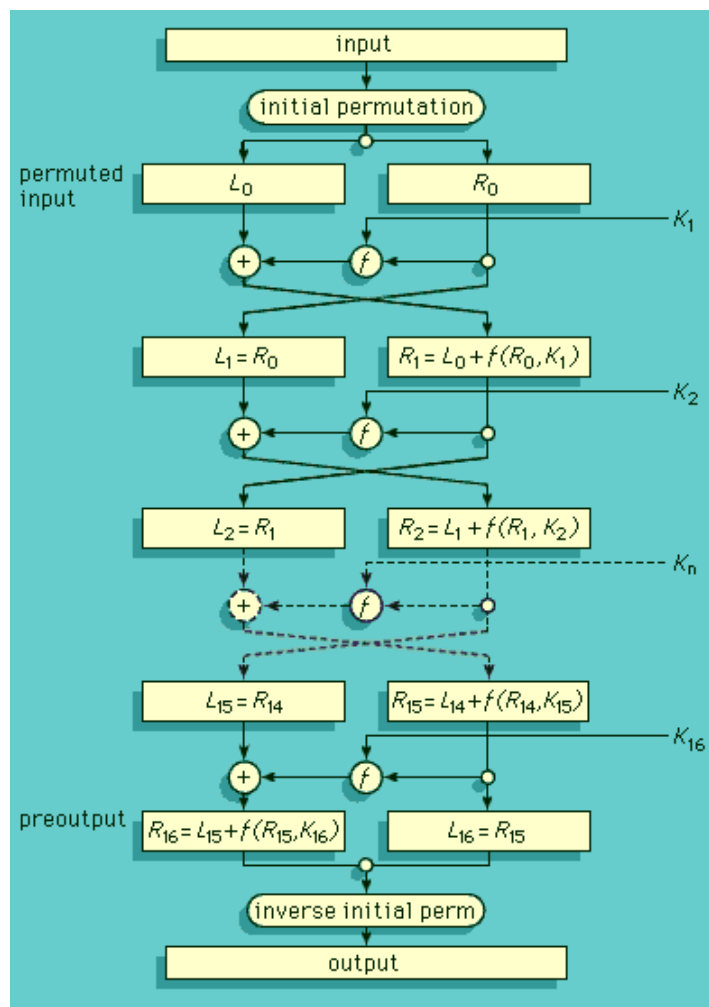 input
initial permutation
permuted
input
L₀
R₀
K₁
+
f
L₁ = R₀
R₁ = L₀ + f(R₀, K₁)
K₂
+
f
L₂ = R₁
R₂ = L₁ + f(R₁, K₂)
Kₙ
+
f
L₁₅ = R₁₄
R₁₅ = L₁₄ + f(R₁₄, K₁₅)
K₁₆
+
f
preoutput
R₁₆ = L₁₅ + f(R₁₅, K₁₆)
L₁₆ = R₁₅
inverse initial perm
output